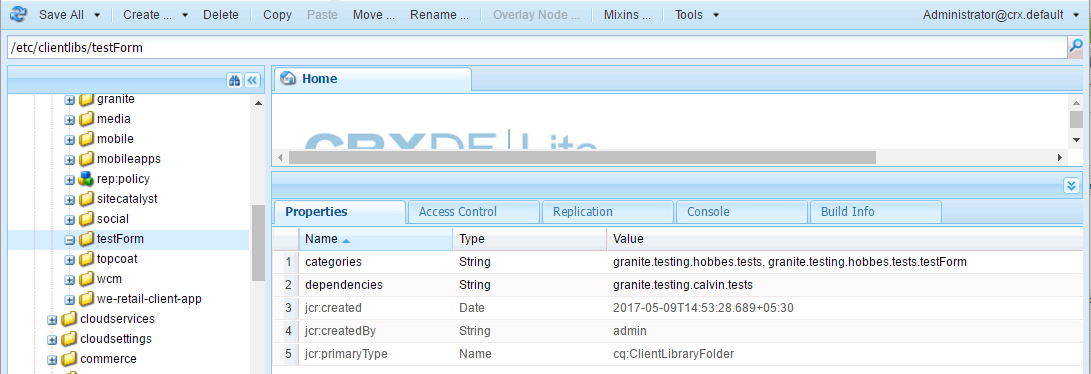 Save All Create ... Delete Copy Paste Move ... Rename ... Overlay Node ... Mixins ... Tools Administrator@crx.default
/etc/clientlibs/testForm
Home
CRXDE Lite
granite
media
mobile
mobileapps
rep:policy
sitecatalyst
social
testForm
topcoat
wcm
we-retail-client-app
cloudservices
cloudsettings
commerce
Properties Access Control Replication Console Build Info
Name Type Value
1 categories String granite.testing.hobbes.tests, granite.testing.hobbes.tests.testForm
2 dependencies String granite.testing.calvin.tests
3 jcr:created Date 2017-05-09T14:53:28.689+05:30
4 jcr:createdBy String admin
5 jcr:primaryType Name cq:ClientLibraryFolder